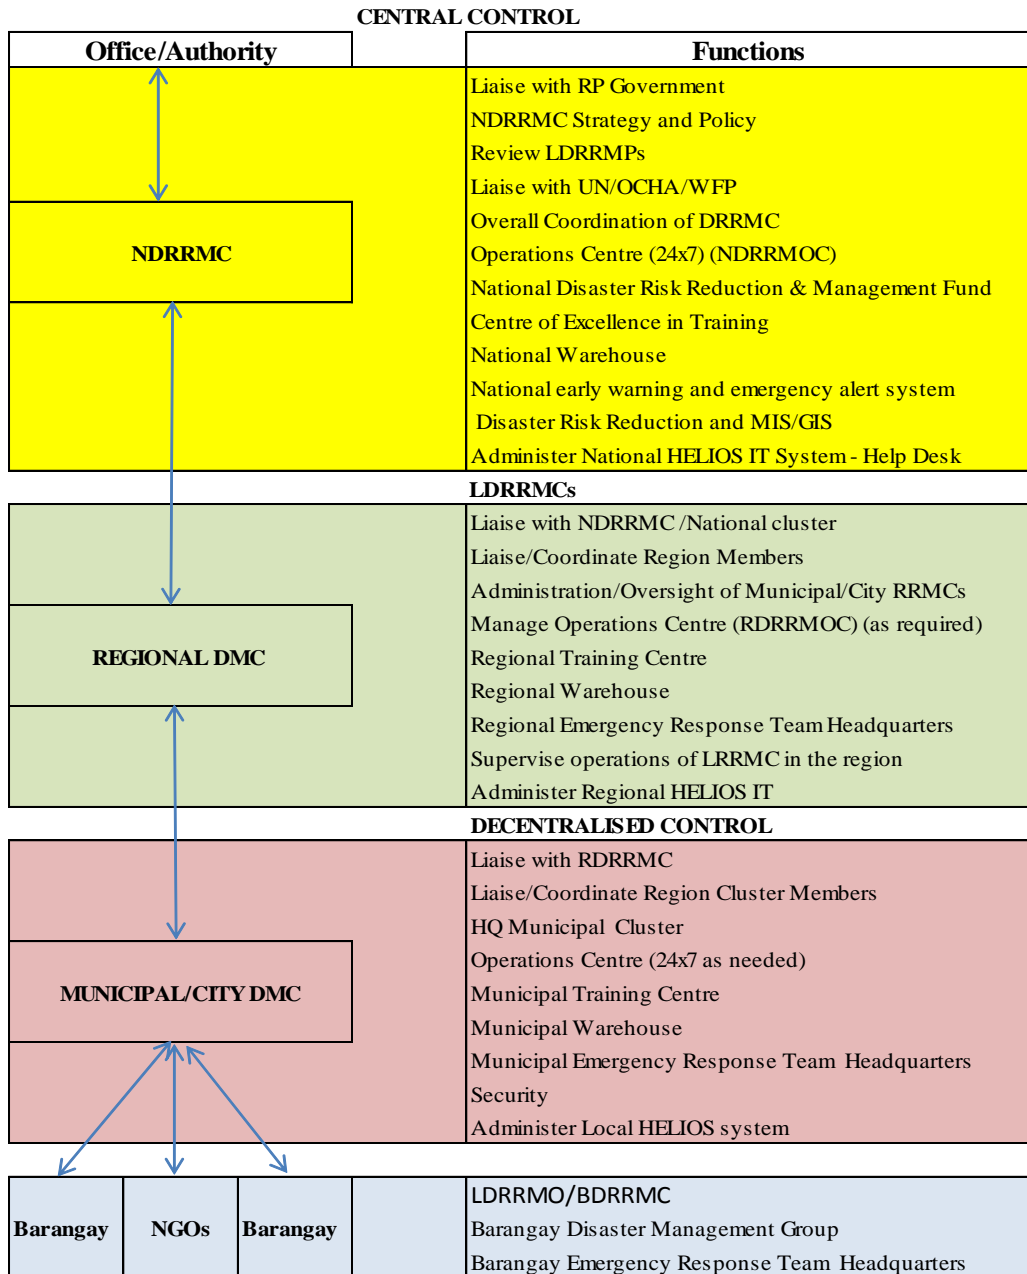 CENTRAL CONTROL
Office/Authority
Functions
Liaise with RP Government
NDRRMC Strategy and Policy
Review LDRRMPs
Liaise with UN/OCHA/WFP
Overall Coordination of DRRMC
NDRRMC
Operations Centre (24x7) (NDRRMOC)
National Disaster Risk Reduction & Management Fund
Centre of Excellence in Training
National Warehouse
National early warning and emergency alert system
Disaster Risk Reduction and MIS/GIS
Administer National HELIOS IT System - Help Desk
LDRRMCs
Liaise with NDRRMC /National cluster
Liaise/Coordinate Region Members
Administration/Oversight of Municipal/City RRMCs
Manage Operations Centre (RDRRMOC) (as required)
REGIONAL DMC
Regional Training Centre
Regional Warehouse
Regional Emergency Response Team Headquarters
Supervise operations of LRRMC in the region
Administer Regional HELIOS IT
DECENTRALISED CONTROL
Liaise with RDRRMC
Liaise/Coordinate Region Cluster Members
HQ Municipal Cluster
Operations Centre (24x7 as needed)
MUNICIPAL/CITY DMC
Municipal Training Centre
Municipal Warehouse
Municipal Emergency Response Team Headquarters
Security
Administer Local HELIOS system
Barangay
NGOs
Barangay
LDRRMO/BDRRMC
Barangay Disaster Management Group
Barangay Emergency Response Team Headquarters